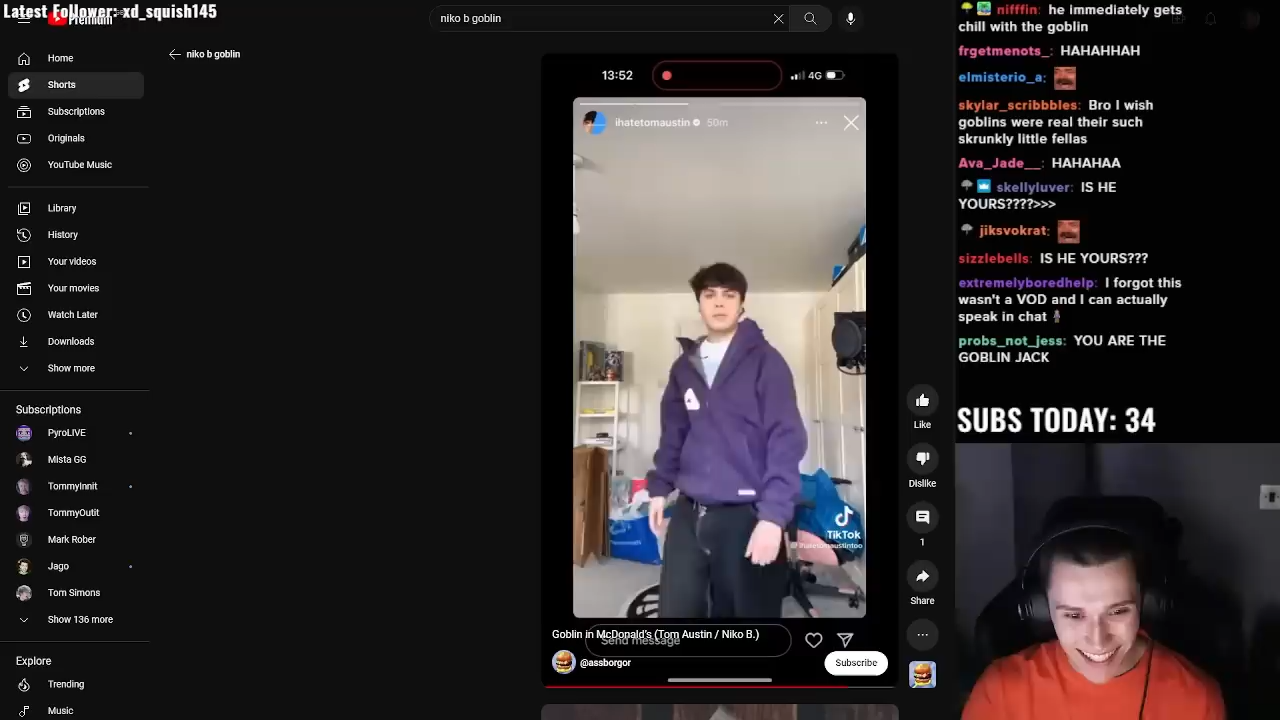 Latest Follower: xd_squish145
Premium
niko b goblin
niko b goblin
Home
Shorts
Subscriptions
Originals
YouTube Music
Library
History
Your videos
Your movies
Watch Later
Downloads
Show more
Subscriptions
PyroLIVE
Mista GG
TommyInnit
TommyOutit
Mark Rober
Jago
Tom Simons
Show 136 more
Explore
Trending
Music
13:52
4G
ihatetomaustin 50m
TikTok
Goblin in McDonald's (Tom Austin / Niko B.)
Send message
@assborgor
Subscribe
Like
Dislike
1
Share
nifffin: he immediately gets
chill with the goblin
frgetmenots_: HAHAHHAH
elmisterio_a:
skylar_scribbbles: Bro I wish
goblins were real their such
skrunkly little fellas
Ava_Jade__: HAHAHAA
skellyluver: IS HE
YOURS????>>>
jiksvokrat:
sizzlebells: IS HE YOURS???
extremelyboredhelp: I forgot this
wasn't a VOD and I can actually
speak in chat
probs_not_jess: YOU ARE THE
GOBLIN JACK
SUBS TODAY: 34